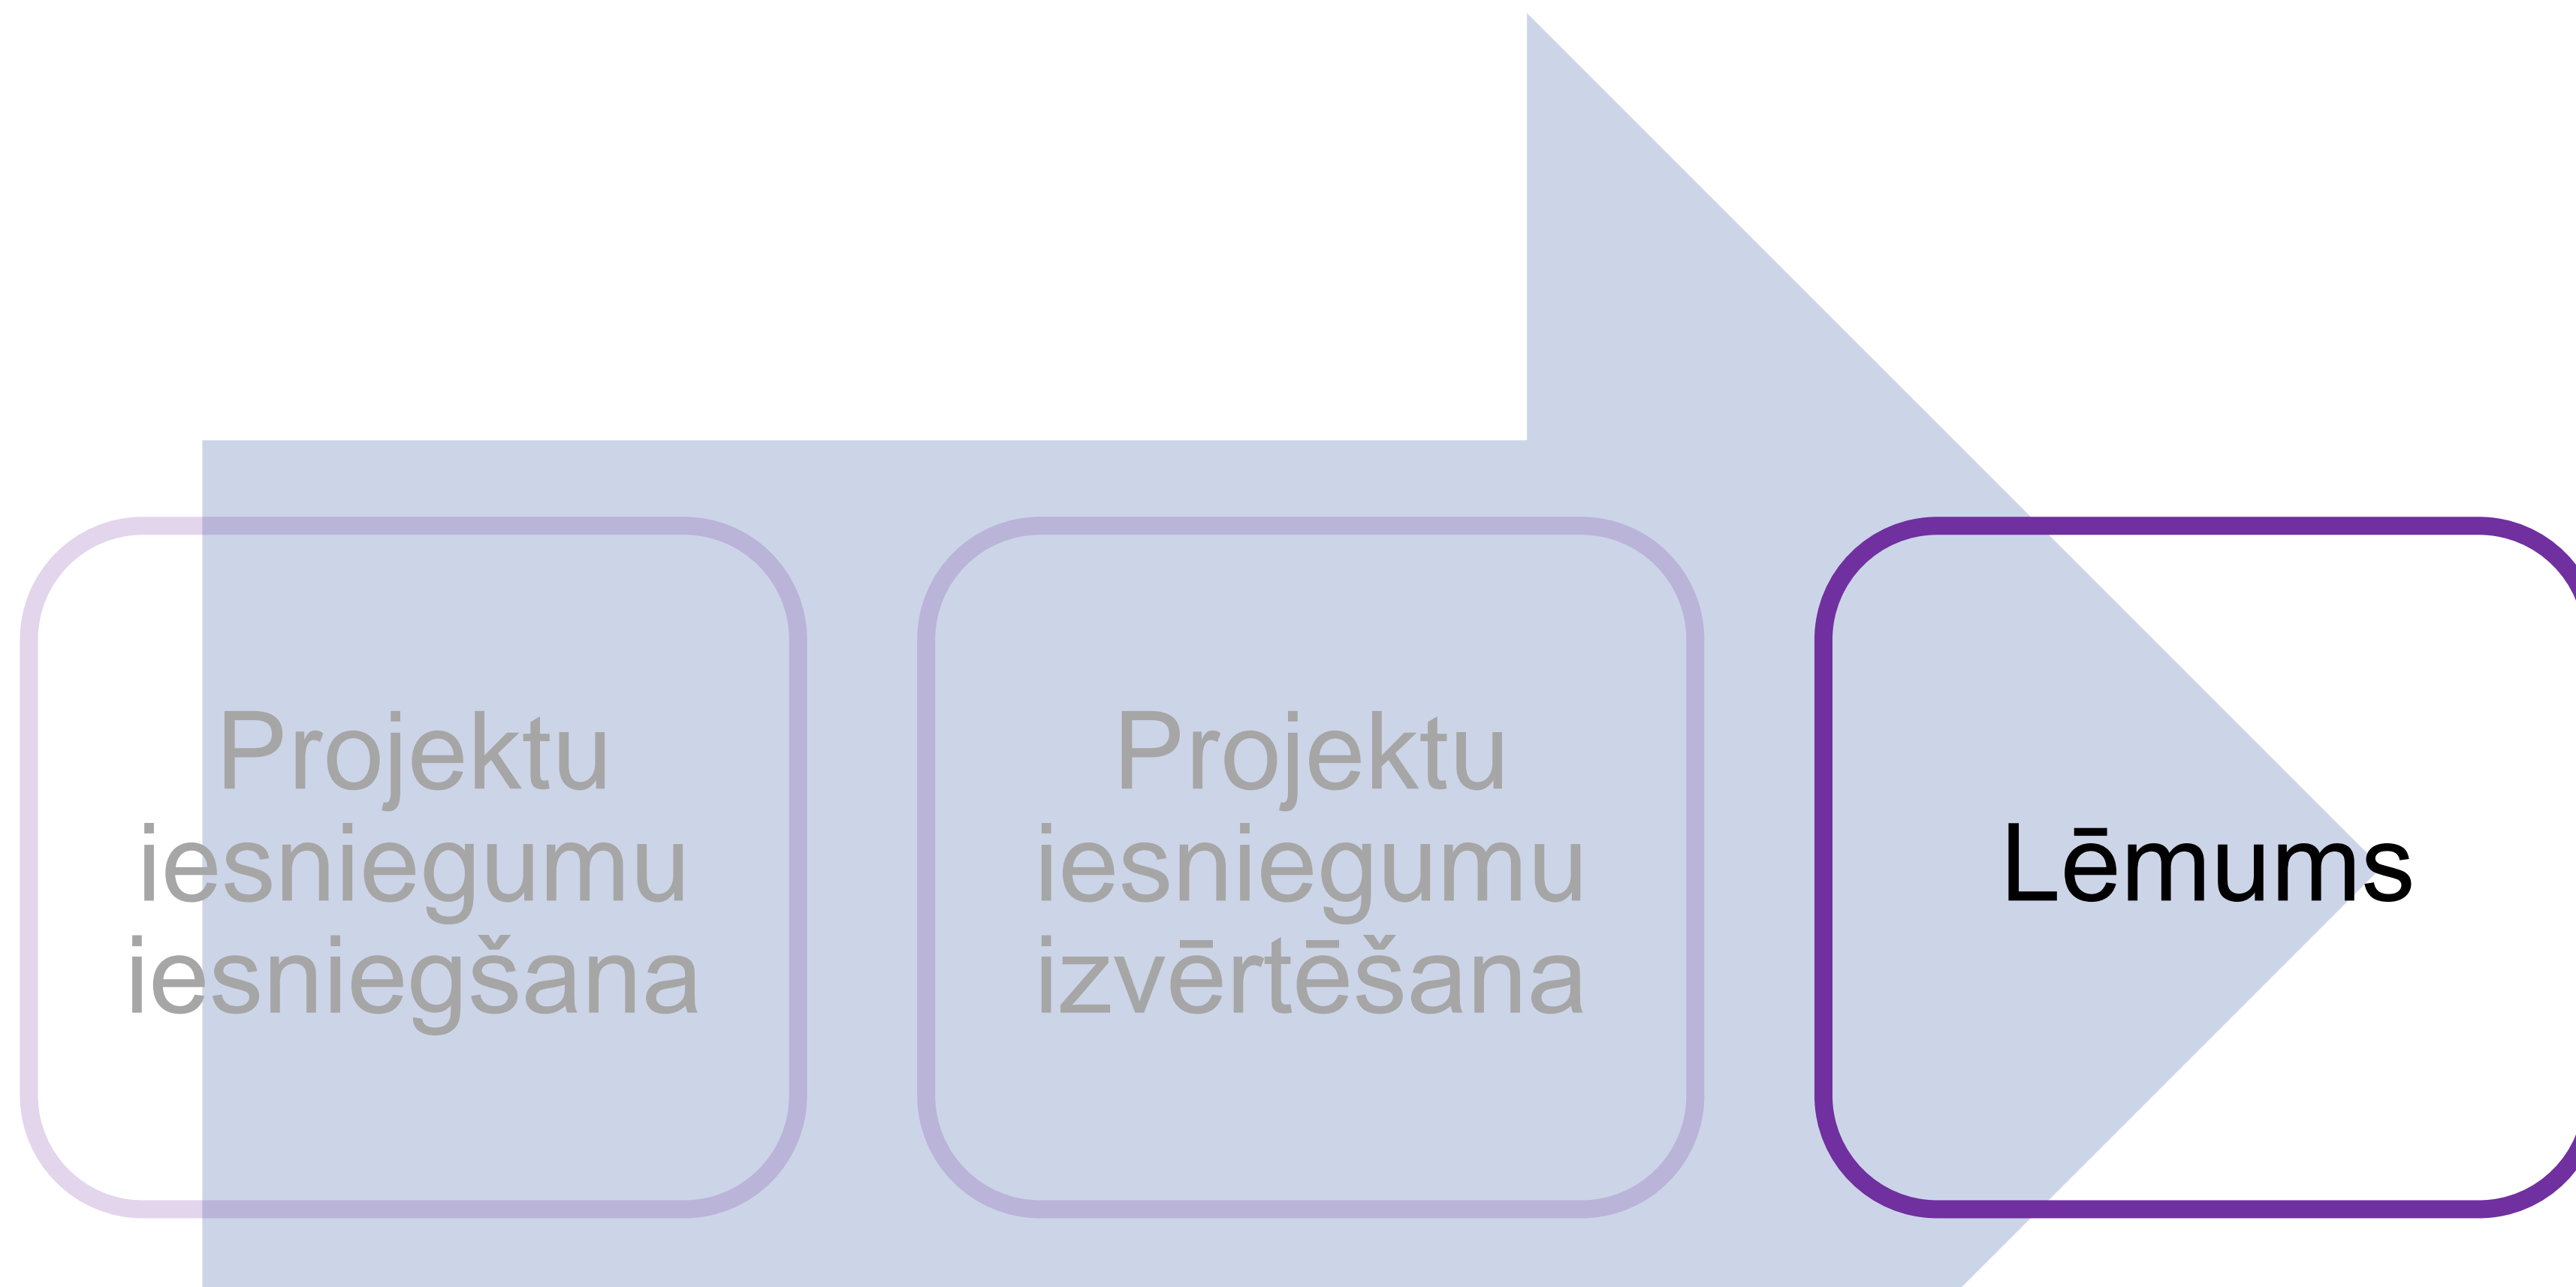 Projektu
iesniegumu
iesniegšana
Projektu
iesniegumu
izvērtēšana
Lēmums